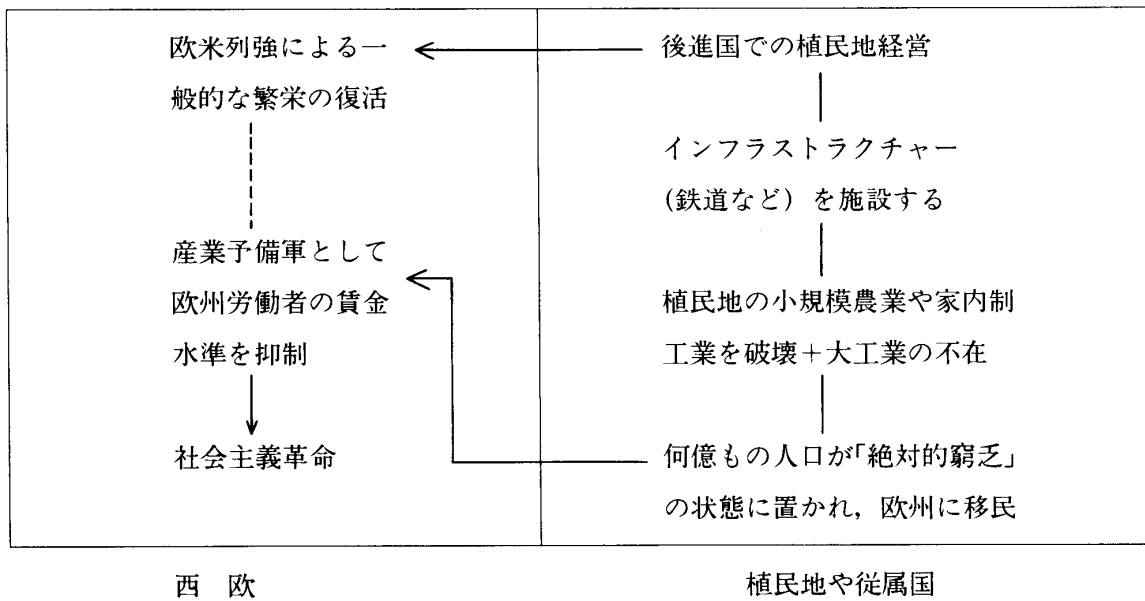 欧米列強による一
般的な繁栄の復活
産業予備軍として
欧州労働者の賃金
水準を抑制
社会主義革命
後進国での植民地経営
インフラストラクチャー
(鉄道など) を施設する
植民地の小規模農業や家内制
工業を破壊+大工業の不在
何億もの人口が「絶対的窮乏」
の状態に置かれ，欧州に移民
西 欧
植民地や従属国